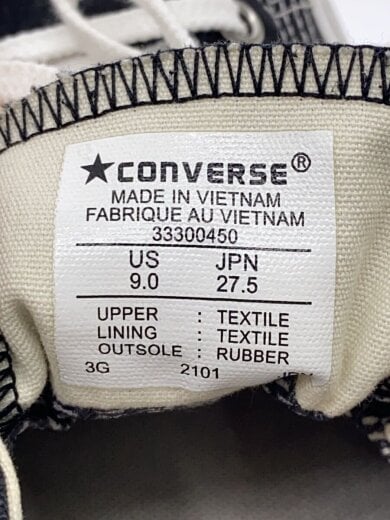 ★CONVERSE®
MADE IN VIETNAM
FABRIQUE AU VIETNAM
33300450
US JPN
9.0 27.5
UPPER : TEXTILE
LINING : TEXTILE
OUTSOLE : RUBBER
3G 2101